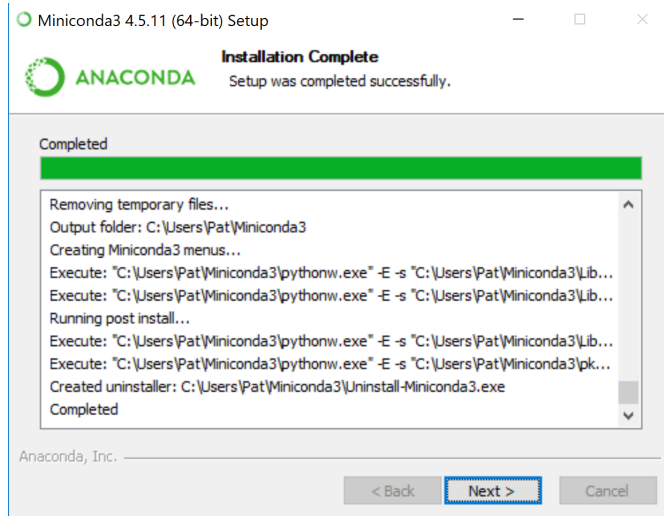 Miniconda3 4.5.11 (64-bit) Setup
ANACONDA
Installation Complete
Setup was completed successfully.
Completed
Removing temporary files...
Output folder: C:\Users\Pat\Miniconda3
Creating Miniconda3 menus...
Execute: "C:\Users\Pat\Miniconda3\pythonw.exe" -E -s "C:\Users\Pat\Miniconda3\Lib...
Execute: "C:\Users\Pat\Miniconda3\pythonw.exe" -E -s "C:\Users\Pat\Miniconda3\Lib...
Running post install...
Execute: "C:\Users\Pat\Miniconda3\pythonw.exe" -E -s "C:\Users\Pat\Miniconda3\Lib...
Execute: "C:\Users\Pat\Miniconda3\pythonw.exe" -E -s "C:\Users\Pat\Miniconda3\pk...
Created uninstaller: C:\Users\Pat\Miniconda3\Uninstall-Miniconda3.exe
Completed
Anaconda, Inc.
< Back Next > Cancel